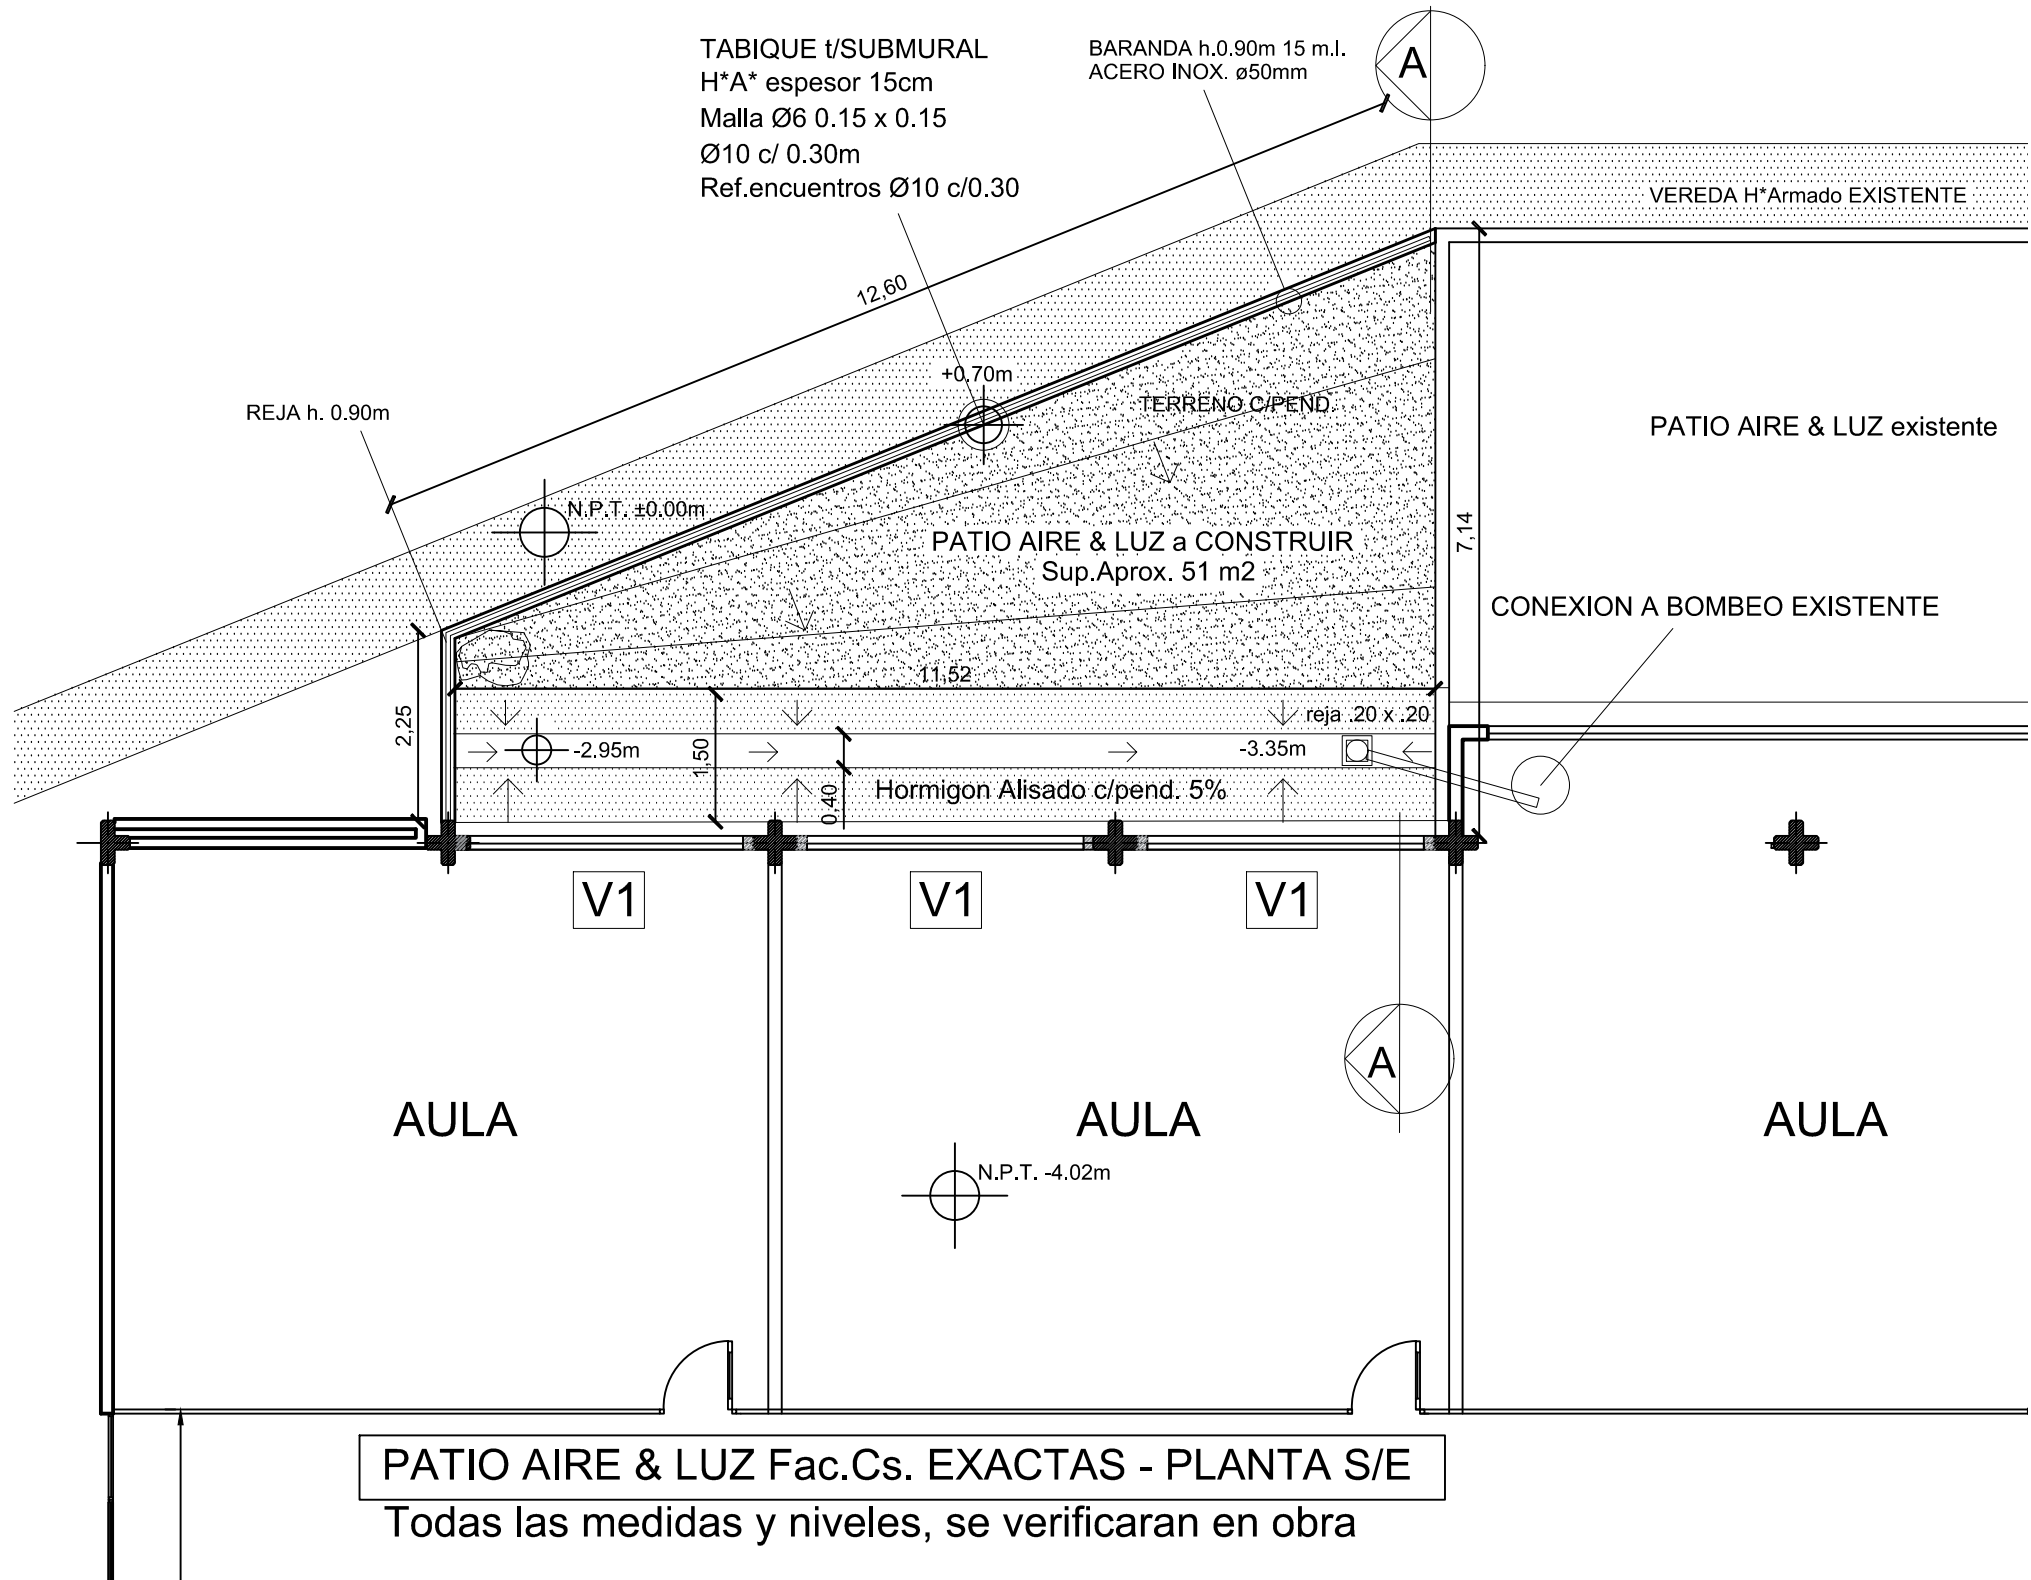 TABIQUE t/SUBMURAL
H*A* espesor 15cm
Malla Ø6 0.15 x 0.15
Ø10 c/ 0.30m
Ref.encuentros Ø10 c/0.30
BARANDA h.0.90m 15 m.l.
ACERO INOX. ø50mm
A
VEREDA H*Armado EXISTENTE
12,60
+0.70m
TERRENO C/PEND.
REJA h. 0.90m
PATIO AIRE & LUZ existente
N.P.T. ±0.00m
PATIO AIRE & LUZ a CONSTRUIR
Sup.Aprox. 51 m2
7,14
CONEXION A BOMBEO EXISTENTE
11,52
2,25
reja .20 x .20
-2.95m
1,50
-3.35m
0,40
Hormigon Alisado c/pend. 5%
V1
V1
V1
A
AULA
AULA
AULA
N.P.T. -4.02m
PATIO AIRE & LUZ Fac.Cs. EXACTAS - PLANTA S/E
Todas las medidas y niveles, se verificaran en obra